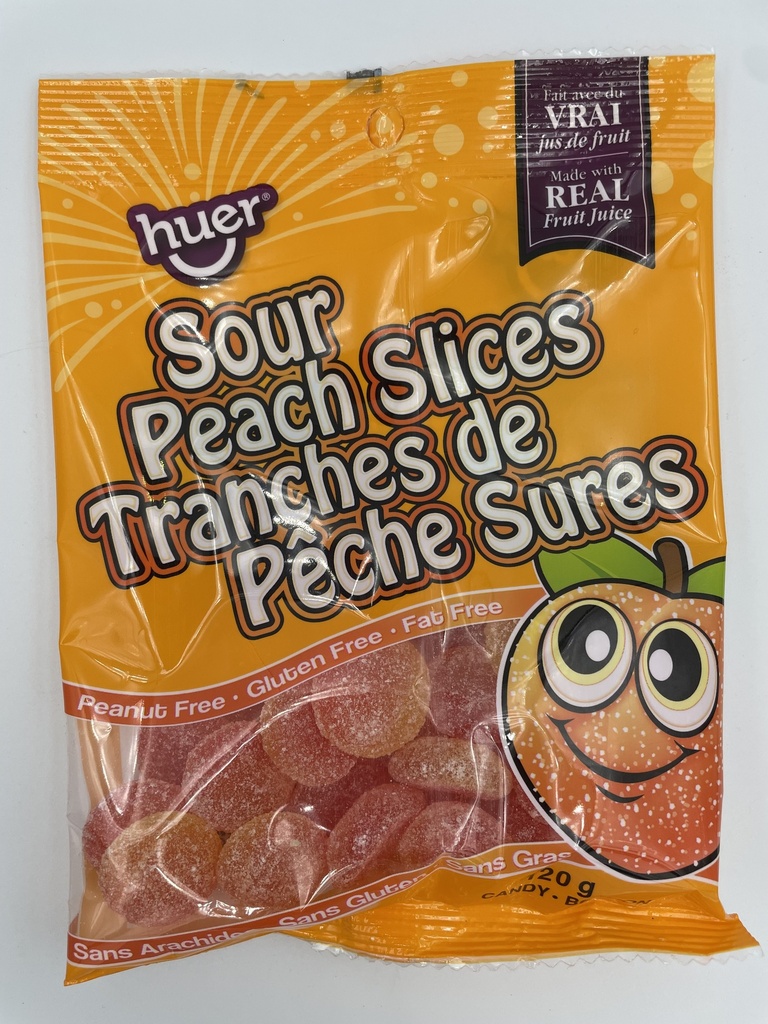 Fait avec du
VRAI
jus de fruit
Made with
REAL
Fruit Juice
huer®
Sour
Peach Slices
Tranches de
Pêche Sures
Peanut Free · Gluten Free · Fat Free
Sans Gluten Sans Gras
Sans
120 g
CANDY